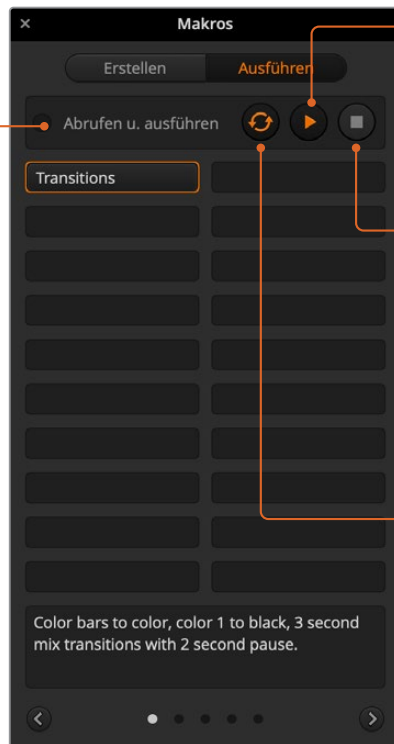 Makros
Erstellen
Ausführen
Abrufen u. ausführen
Transitions
Color bars to color, color 1 to black, 3 second
mix transitions with 2 second pause.